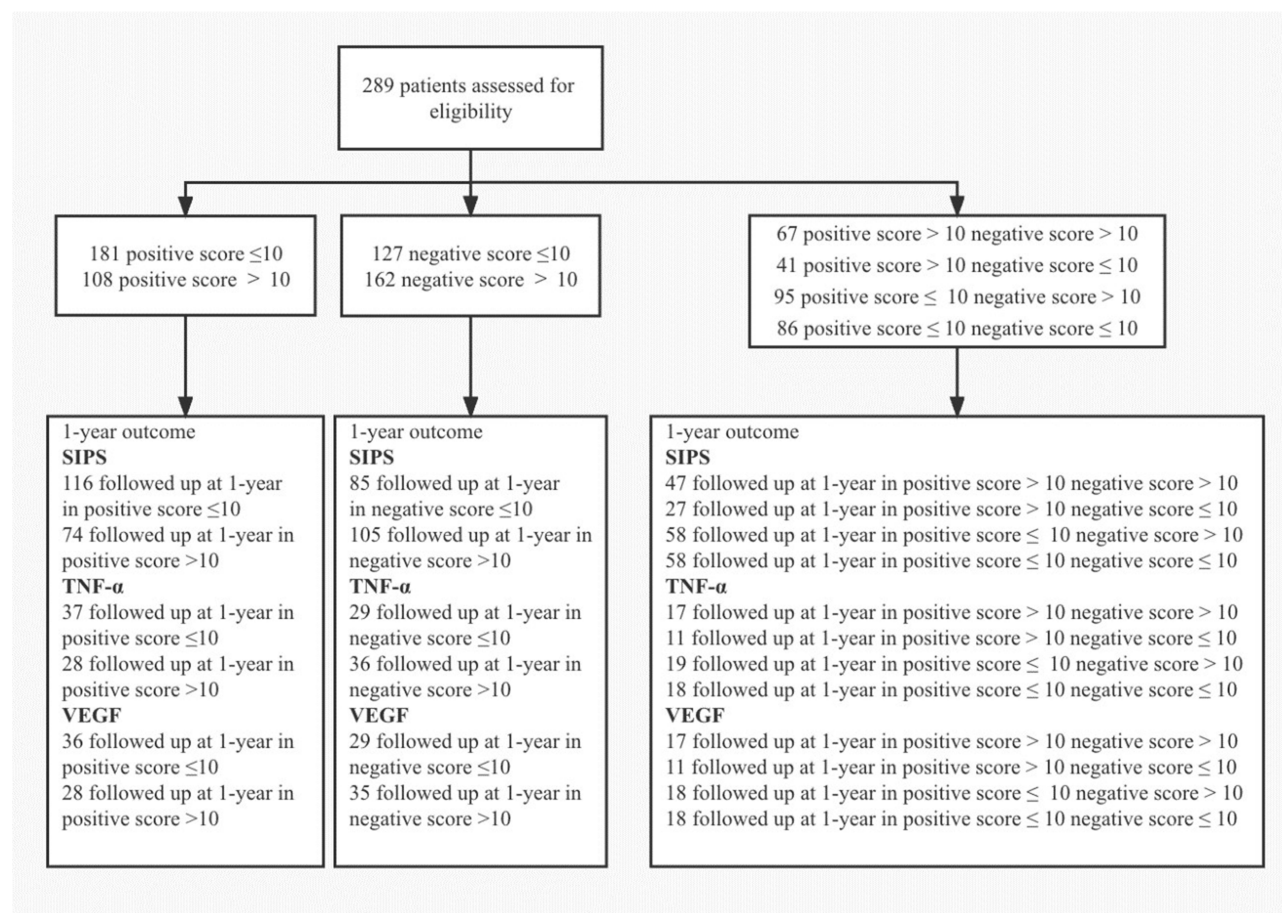 289 patients assessed for
eligibility
181 positive score ≤10
108 positive score > 10
127 negative score ≤10
162 negative score > 10
67 positive score > 10 negative score > 10
41 positive score > 10 negative score ≤ 10
95 positive score ≤ 10 negative score > 10
86 positive score ≤ 10 negative score ≤ 10
1-year outcome
SIPS
116 followed up at 1-year
in positive score ≤10
74 followed up at 1-year in
positive score >10
TNF-α
37 followed up at 1-year in
positive score ≤10
28 followed up at 1-year in
positive score >10
VEGF
36 followed up at 1-year in
positive score ≤10
28 followed up at 1-year in
positive score >10
1-year outcome
SIPS
85 followed up at 1-year
in negative score ≤10
105 followed up at 1-year in
negative score >10
TNF-α
29 followed up at 1-year in
negative score ≤10
36 followed up at 1-year in
negative score >10
VEGF
29 followed up at 1-year in
negative score ≤10
35 followed up at 1-year in
negative score >10
1-year outcome
SIPS
47 followed up at 1-year in positive score > 10 negative score > 10
27 followed up at 1-year in positive score > 10 negative score ≤ 10
58 followed up at 1-year in positive score ≤ 10 negative score > 10
58 followed up at 1-year in positive score ≤ 10 negative score ≤ 10
TNF-α
17 followed up at 1-year in positive score > 10 negative score > 10
11 followed up at 1-year in positive score > 10 negative score ≤ 10
19 followed up at 1-year in positive score ≤ 10 negative score > 10
18 followed up at 1-year in positive score ≤ 10 negative score ≤ 10
VEGF
17 followed up at 1-year in positive score > 10 negative score > 10
11 followed up at 1-year in positive score > 10 negative score ≤ 10
18 followed up at 1-year in positive score ≤ 10 negative score > 10
18 followed up at 1-year in positive score ≤ 10 negative score ≤ 10